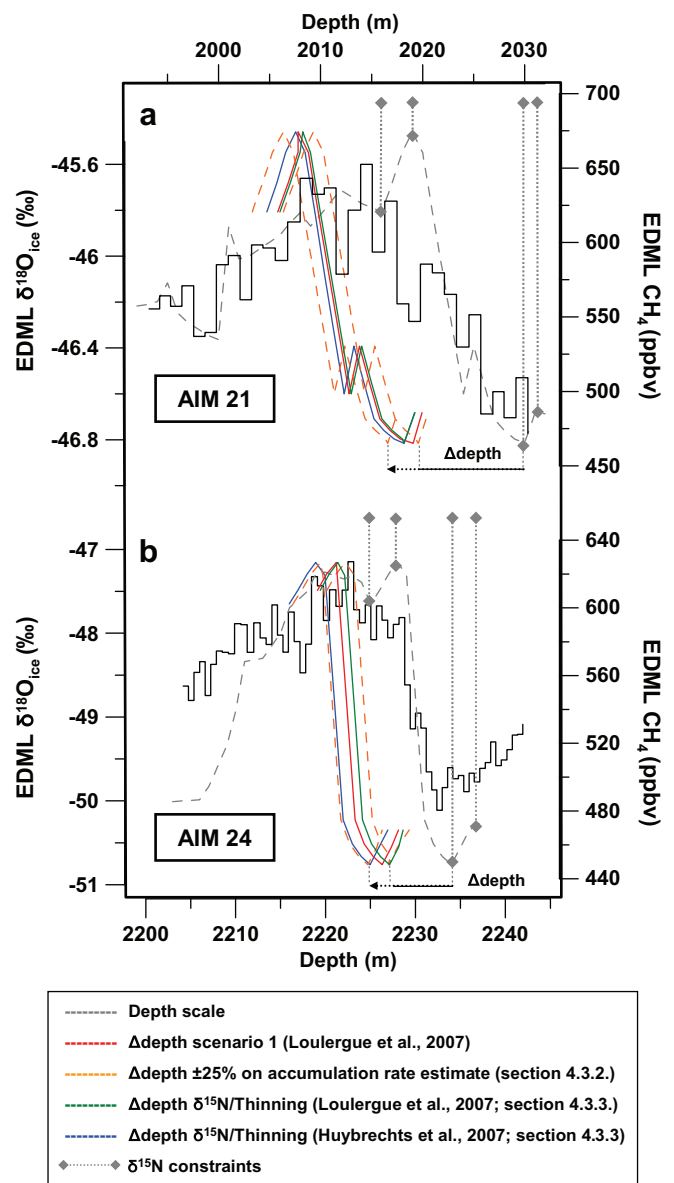 Depth (m)
2000 2010 2020 2030
a
-45.6
-46
-46.4
-46.8
EDML δ18Oice (‰)
700
650
600
550
500
450
EDML CH4 (ppbv)
AIM 21
Δdepth
b
-47
-48
-49
-50
-51
EDML δ18Oice (‰)
640
600
560
520
480
440
EDML CH4 (ppbv)
AIM 24
Δdepth
2200 2210 2220 2230 2240
Depth (m)
Depth scale
Δdepth scenario 1 (Loulergue et al., 2007)
Δdepth ±25% on accumulation rate estimate (section 4.3.2.)
Δdepth δ15N/Thinning (Loulergue et al., 2007; section 4.3.3.)
Δdepth δ15N/Thinning (Huybrechts et al., 2007; section 4.3.3)
δ15N constraints